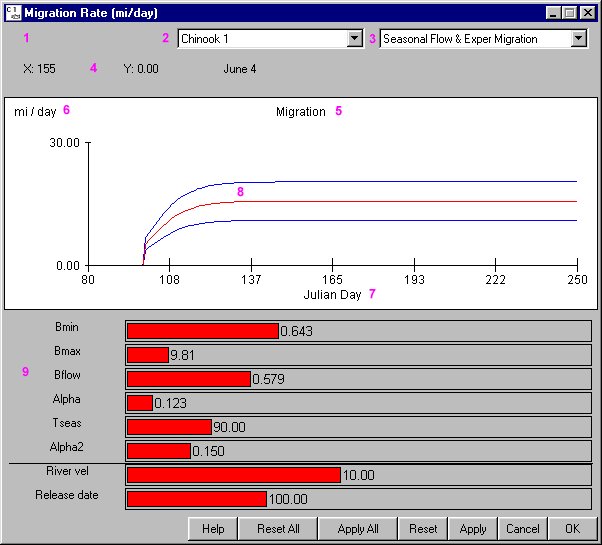 Migration Rate (mi/day)
1 2 Chinook 1 3 Seasonal Flow & Exper Migration
X: 155 4 Y: 0.00 June 4
mi / day 6 Migration 5
30.00
8
0.00
80 108 137 165 193 222 250
Julian Day 7
Bmin 0.643
Bmax 9.81
9 Bflow 0.579
Alpha 0.123
Tseas 90.00
Alpha2 0.150
River vel 10.00
Release date 100.00
Help Reset All Apply All Reset Apply Cancel OK